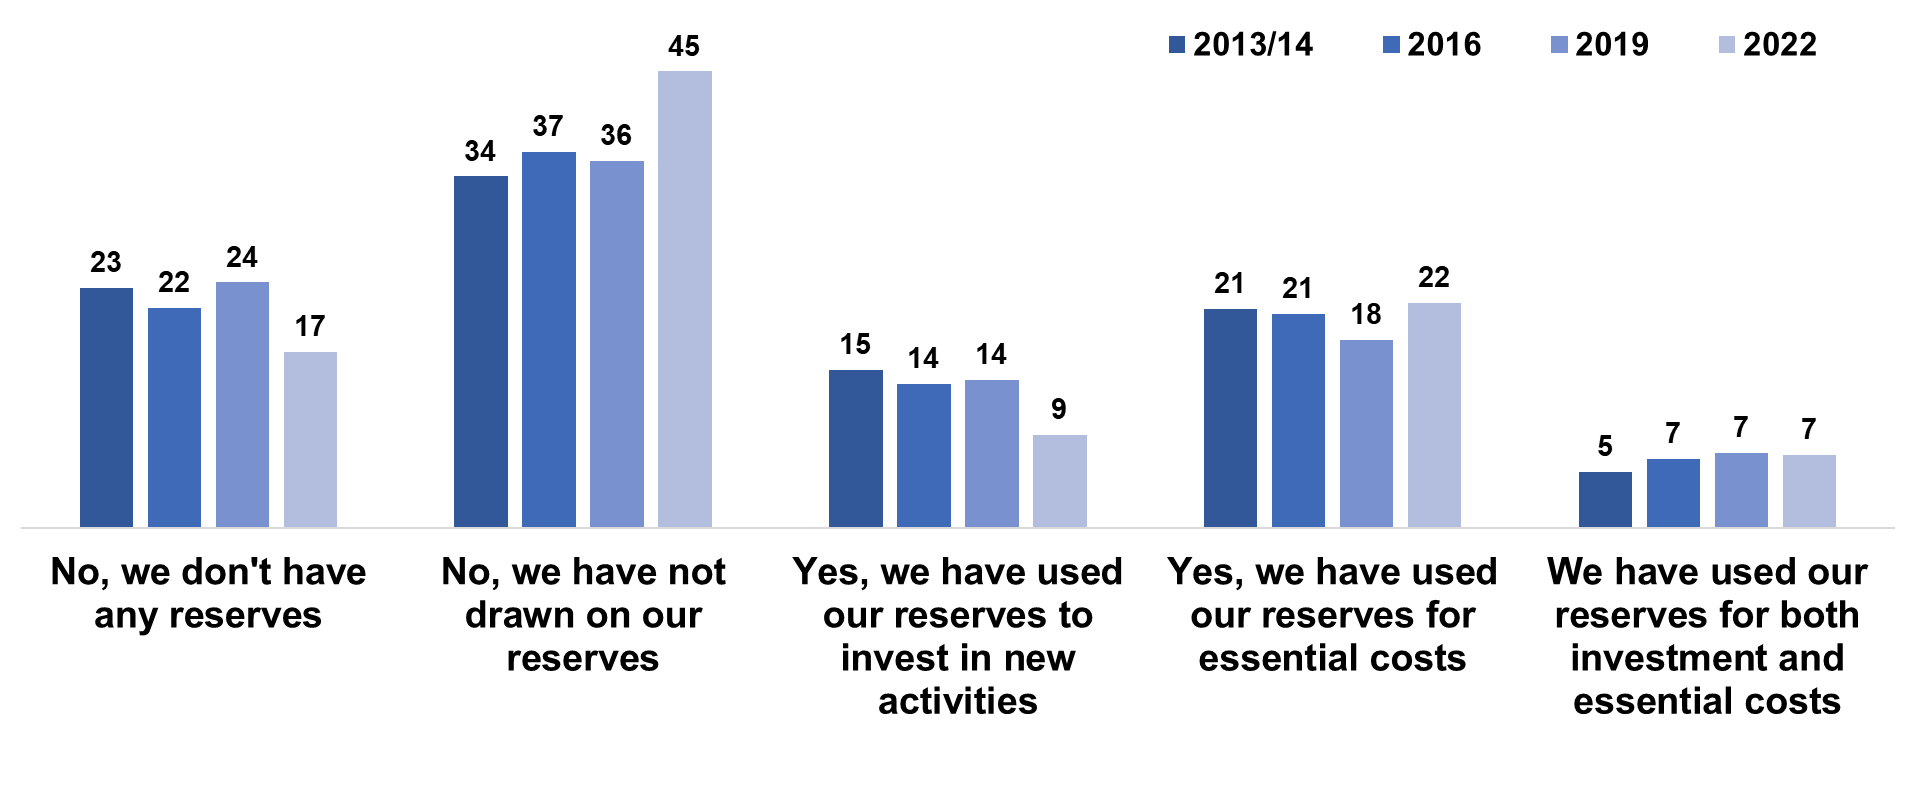 2013/14 2016 2019 2022
23 22 24 17
34 37 36 45
15 14 14 9
21 21 18 22
5 7 7 7
No, we don't have
any reserves
No, we have not
drawn on our
reserves
Yes, we have used
our reserves to
invest in new
activities
Yes, we have used
our reserves for
essential costs
We have used our
reserves for both
investment and
essential costs